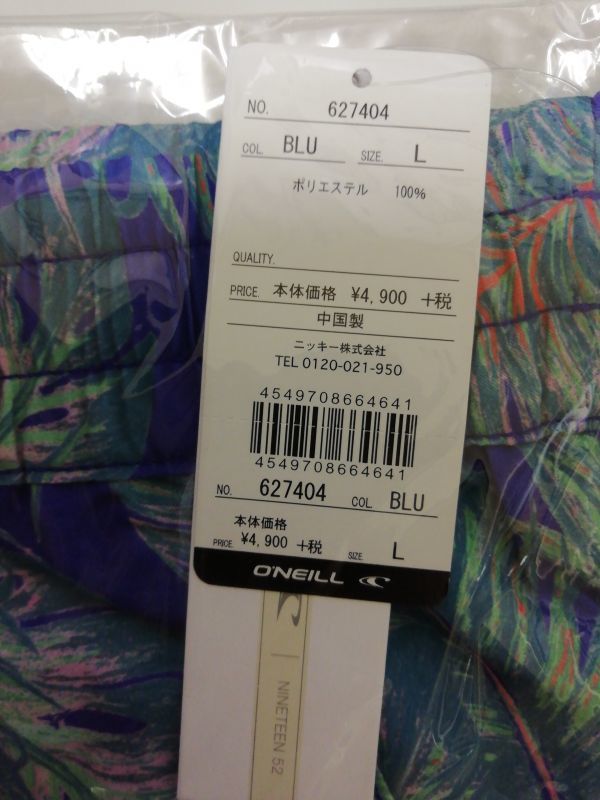 NO. 627404
COL. BLU SIZE. L
ポリエステル 100%
QUALITY.
PRICE. 本体価格 ¥4,900 +税
中国製
ニッキー株式会社
TEL 0120-021-950
4549708664641
4549708664641
NO. 627404 COL. BLU
本体価格
PRICE. ¥4,900 +税 SIZE. L
O'NEILL
NINETEEN 52